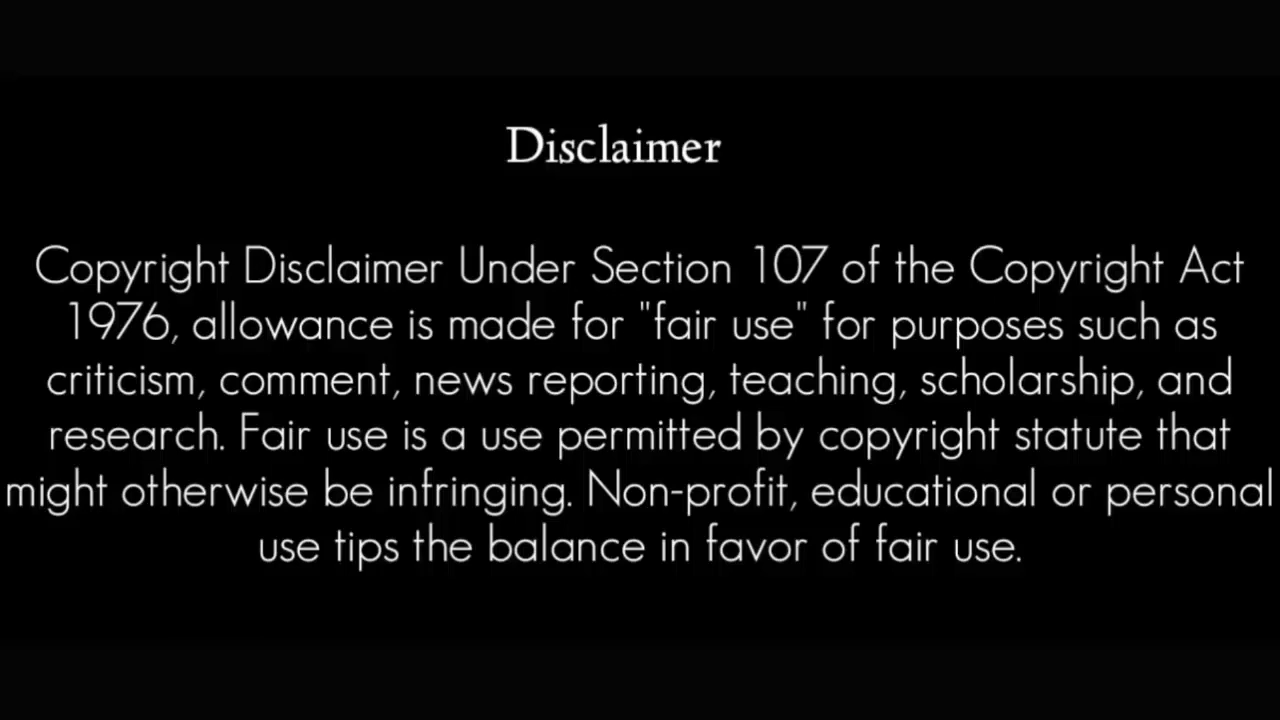 Disclaimer
Copyright Disclaimer Under Section 107 of the Copyright Act
1976, allowance is made for "fair use" for purposes such as
criticism, comment, news reporting, teaching, scholarship, and
research. Fair use is a use permitted by copyright statute that
might otherwise be infringing. Non-profit, educational or personal
use tips the balance in favor of fair use.